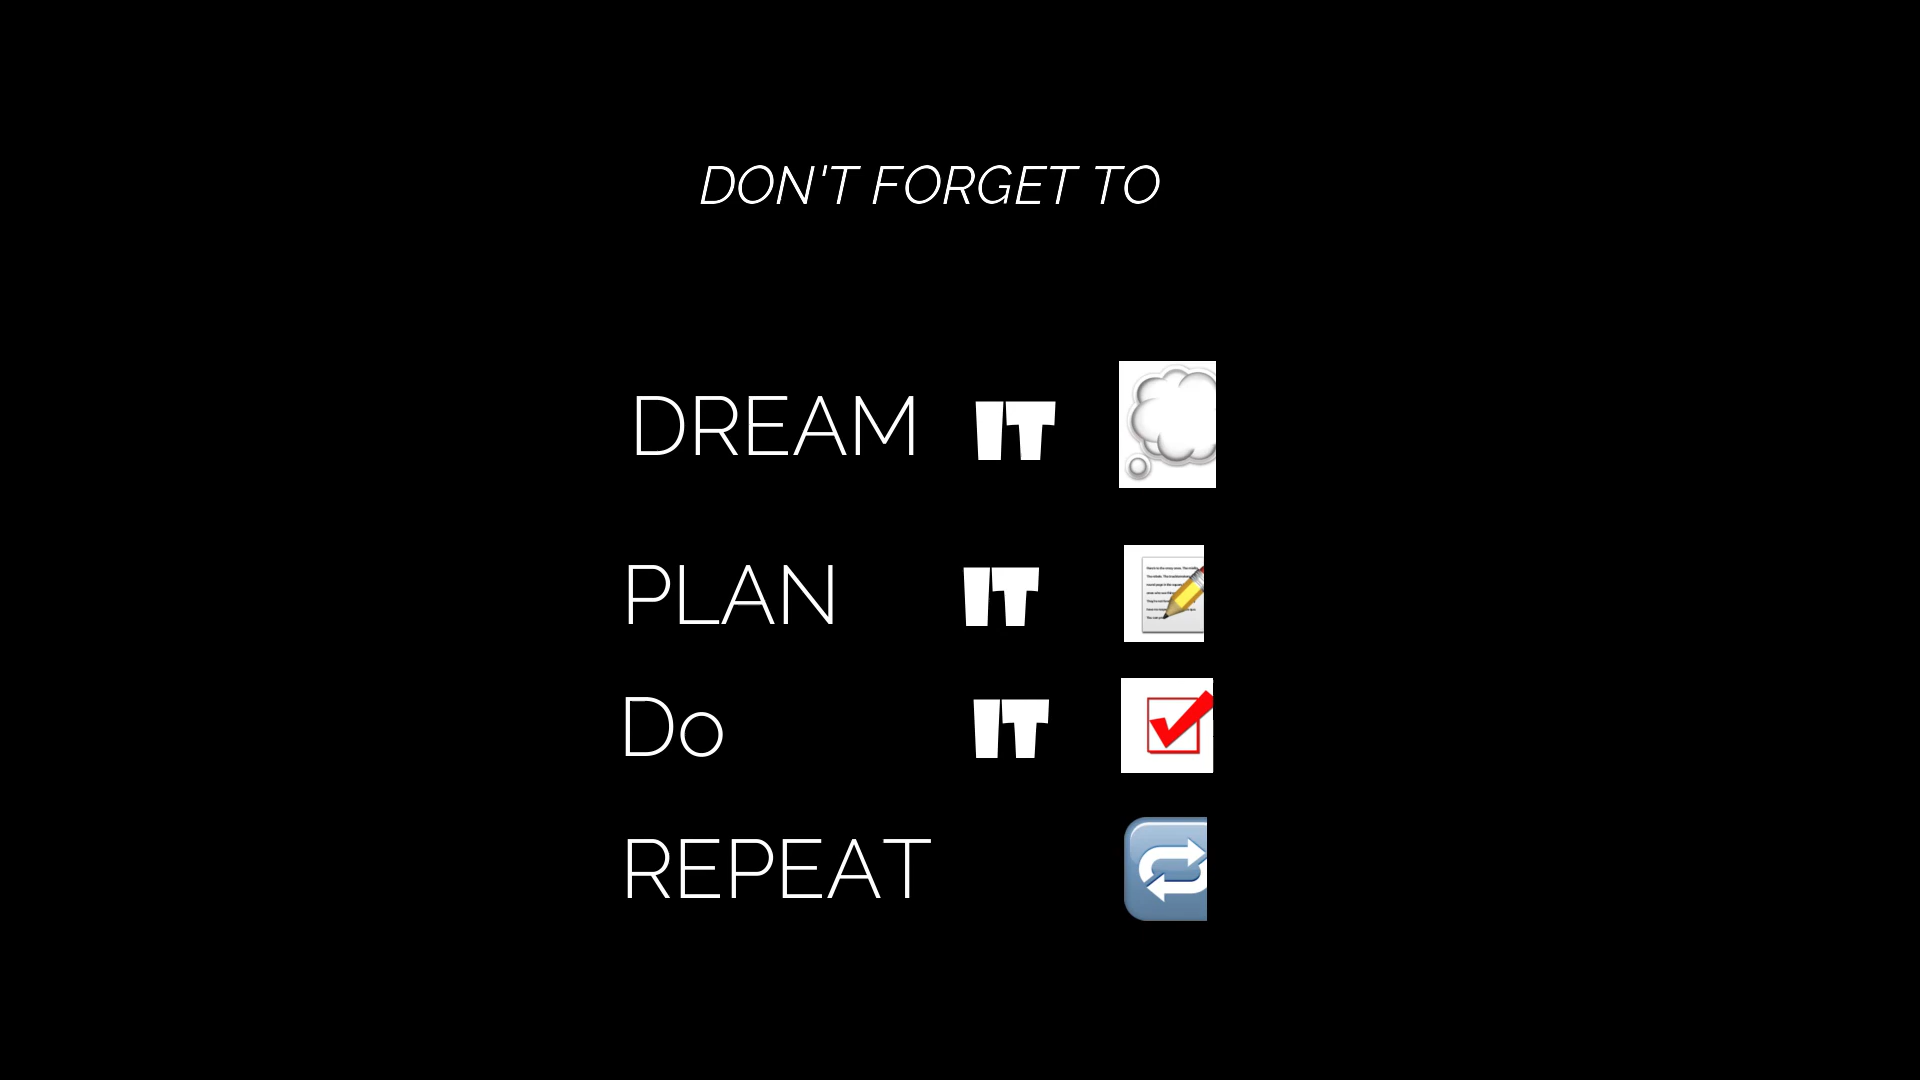 DON'T FORGET TO
DREAM IT
PLAN IT
Do IT
REPEAT